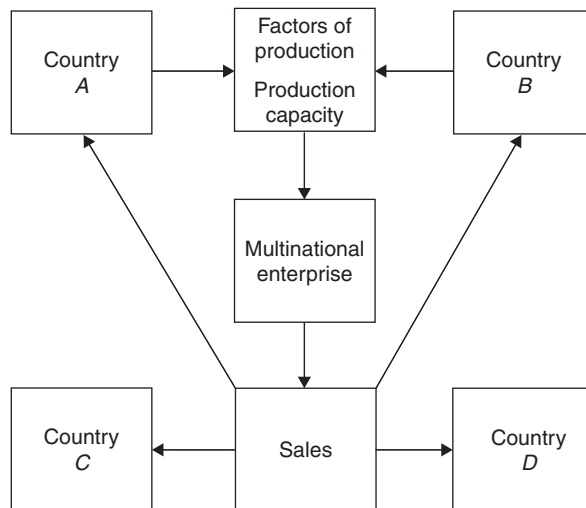 Country
A
Factors of
production
Production
capacity
Country
B
Multinational
enterprise
Country
C
Sales
Country
D